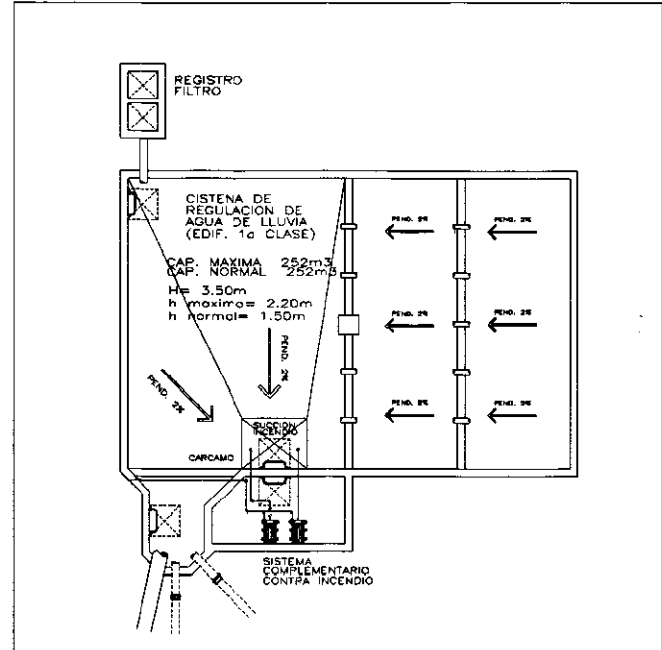 REGISTRO
FILTRO
CISTENA DE
REGULACION DE
AGUA DE LLUVIA
(EDIF. 1a CLASE)
CAP. MAXIMA 252m3
CAP. NORMAL 252m3
H= 3.50m
h maximo= 2.20m
h normal= 1.50m
PEND. 2%
PEND. 2%
PEND. 2%
PEND. 2%
PEND. 2%
PEND. 2%
PEND. 2%
PEND. 2%
SUCCION
INCENDIO
CARCAMO
SISTEMA
COMPLEMENTARIO
CONTRA INCENDIO